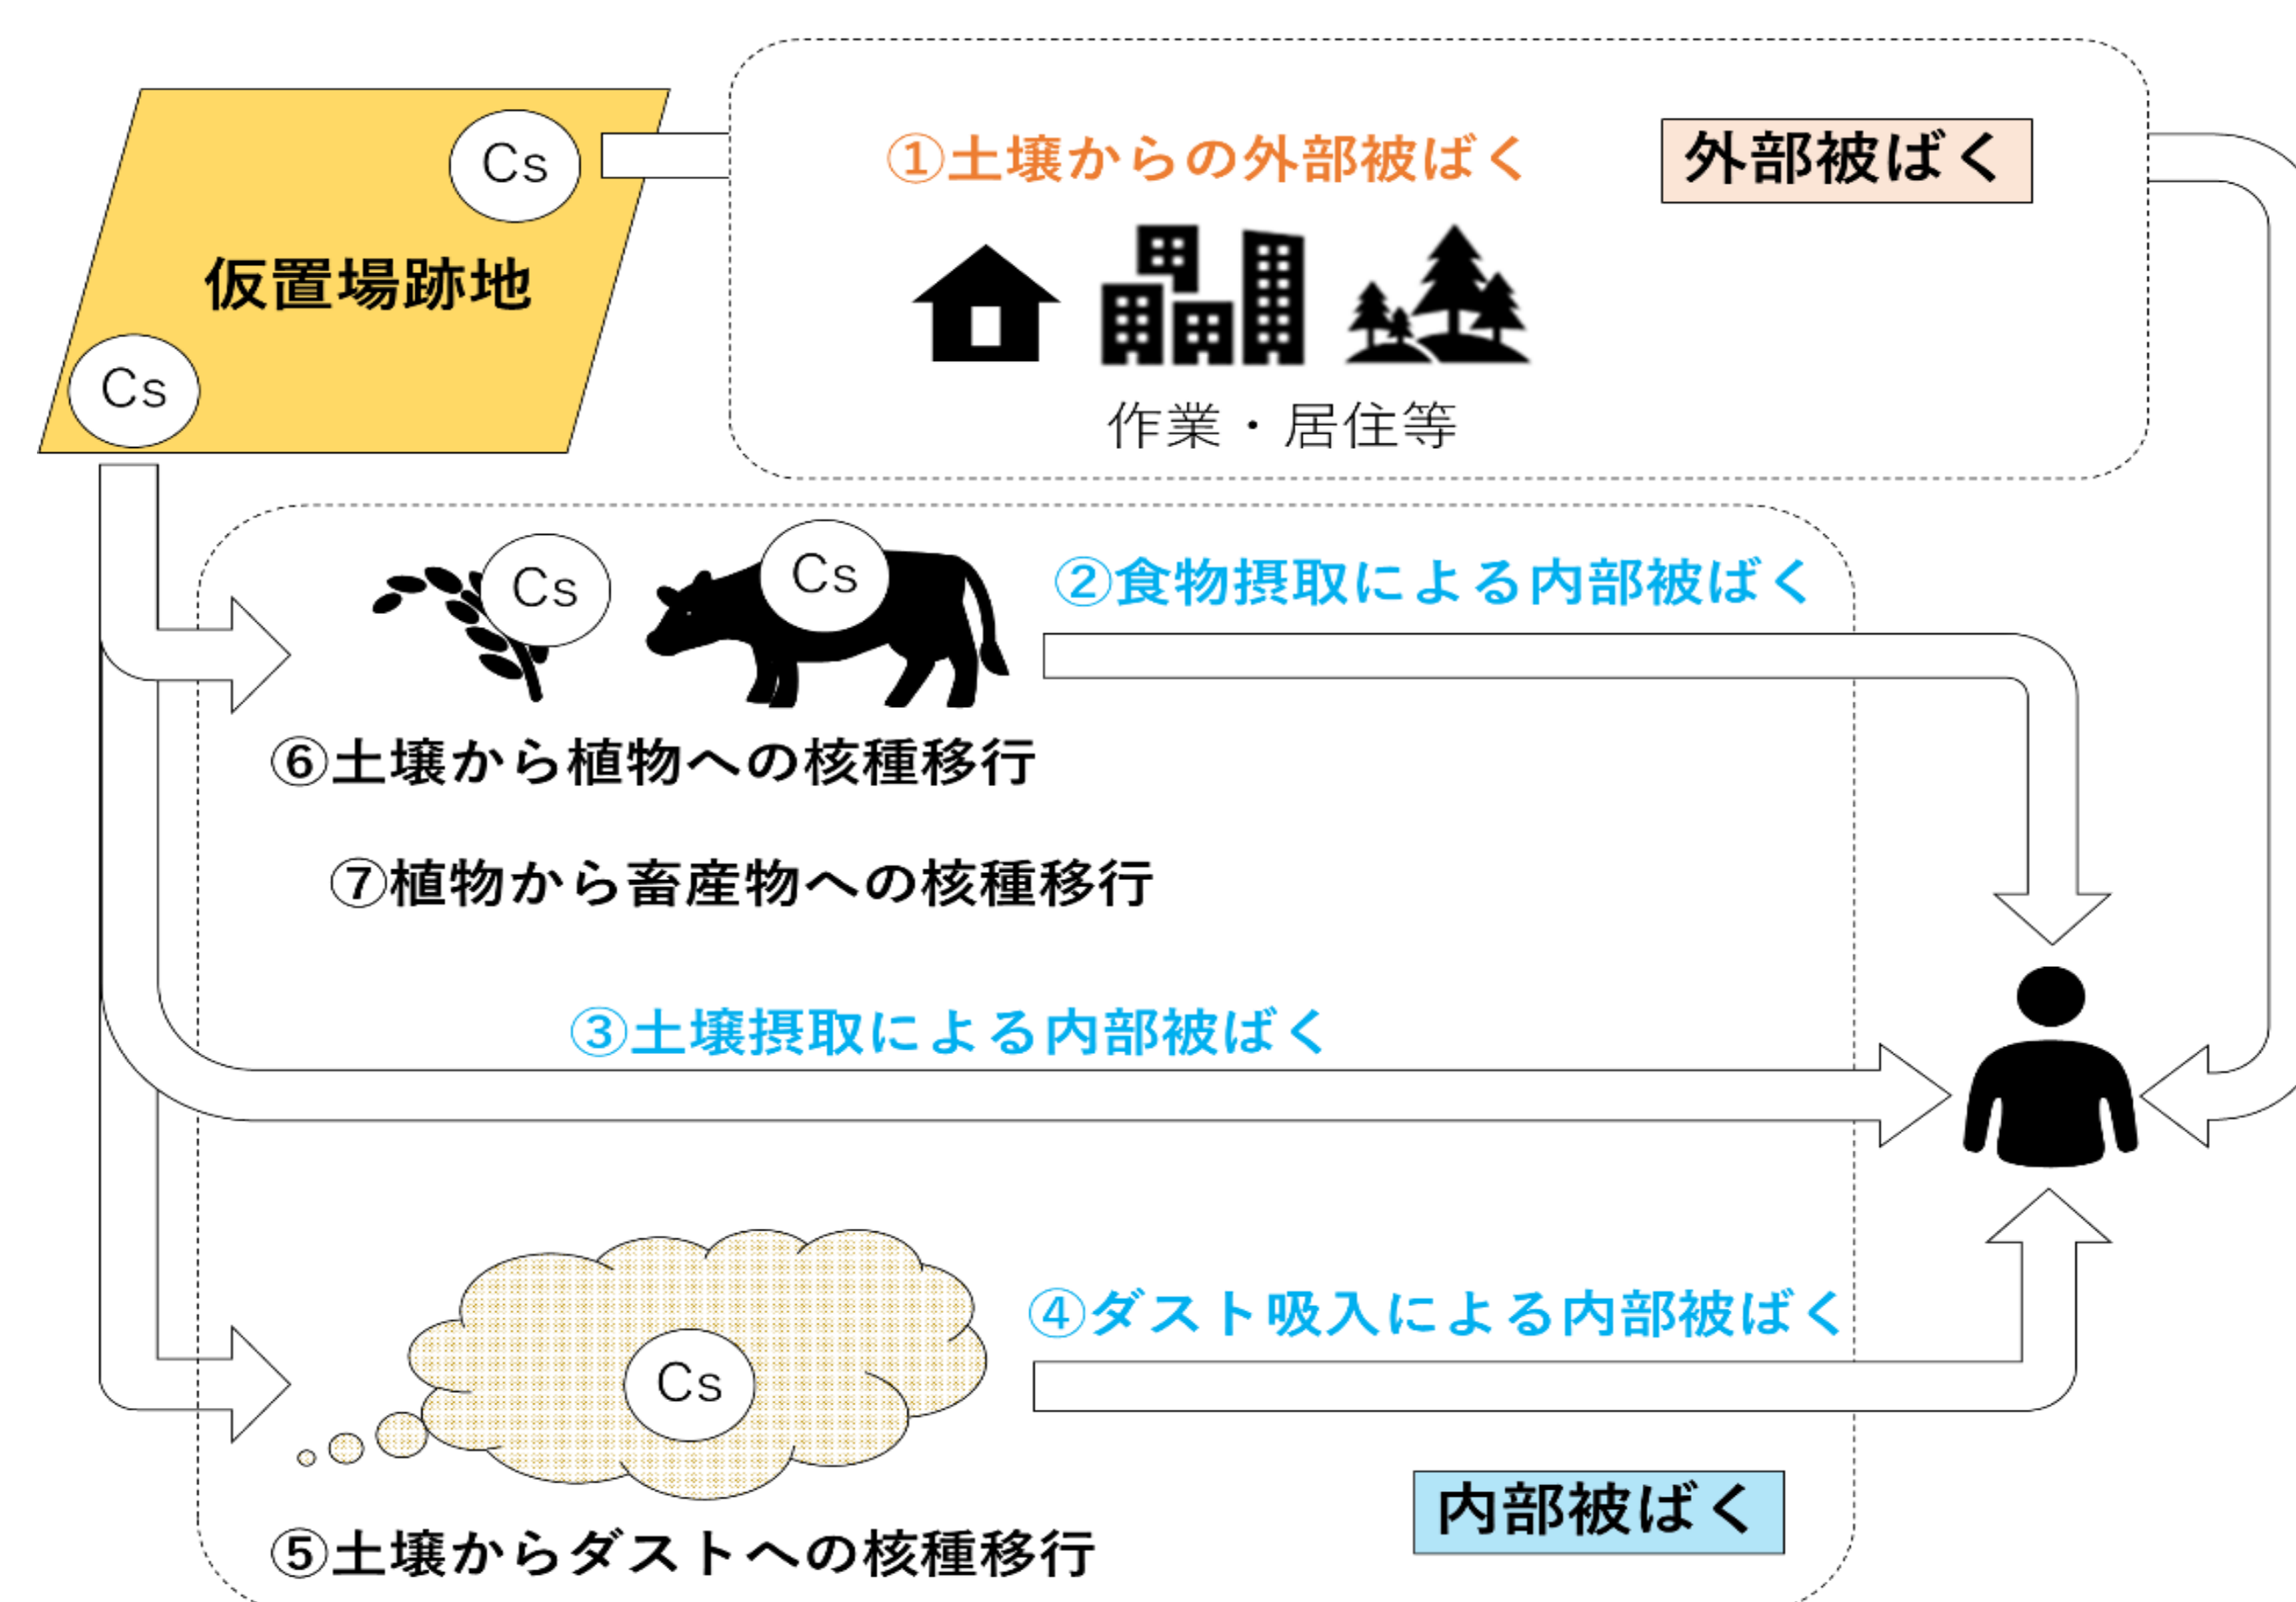 Cs
①土壌からの外部被ばく
外部被ばく
仮置場跡地
Cs
作業・居住等
Cs
Cs
②食物摂取による内部被ばく
⑥土壌から植物への核種移行
⑦植物から畜産物への核種移行
③土壌摂取による内部被ばく
④ダスト吸入による内部被ばく
Cs
内部被ばく
⑤土壌からダストへの核種移行